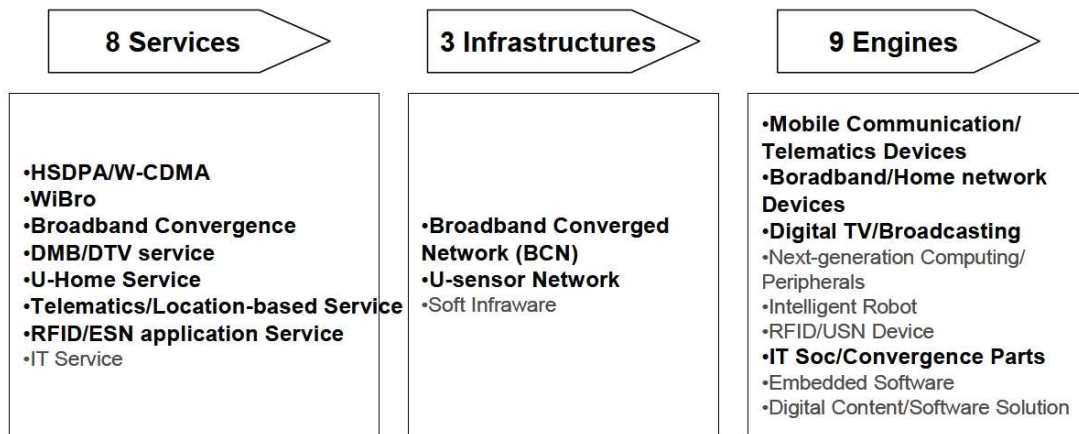 8 Services
3 Infrastructures
9 Engines
•HSDPA/W-CDMA
•WiBro
•Broadband Convergence
•DMB/DTV service
•U-Home Service
•Telematics/Location-based Service
•RFID/ESN application Service
•IT Service
•Broadband Converged
Network (BCN)
•U-sensor Network
•Soft Infraware
•Mobile Communication/
Telematics Devices
•Boradband/Home network
Devices
•Digital TV/Broadcasting
•Next-generation Computing/
Peripherals
•Intelligent Robot
•RFID/USN Device
•IT Soc/Convergence Parts
•Embedded Software
•Digital Content/Software Solution